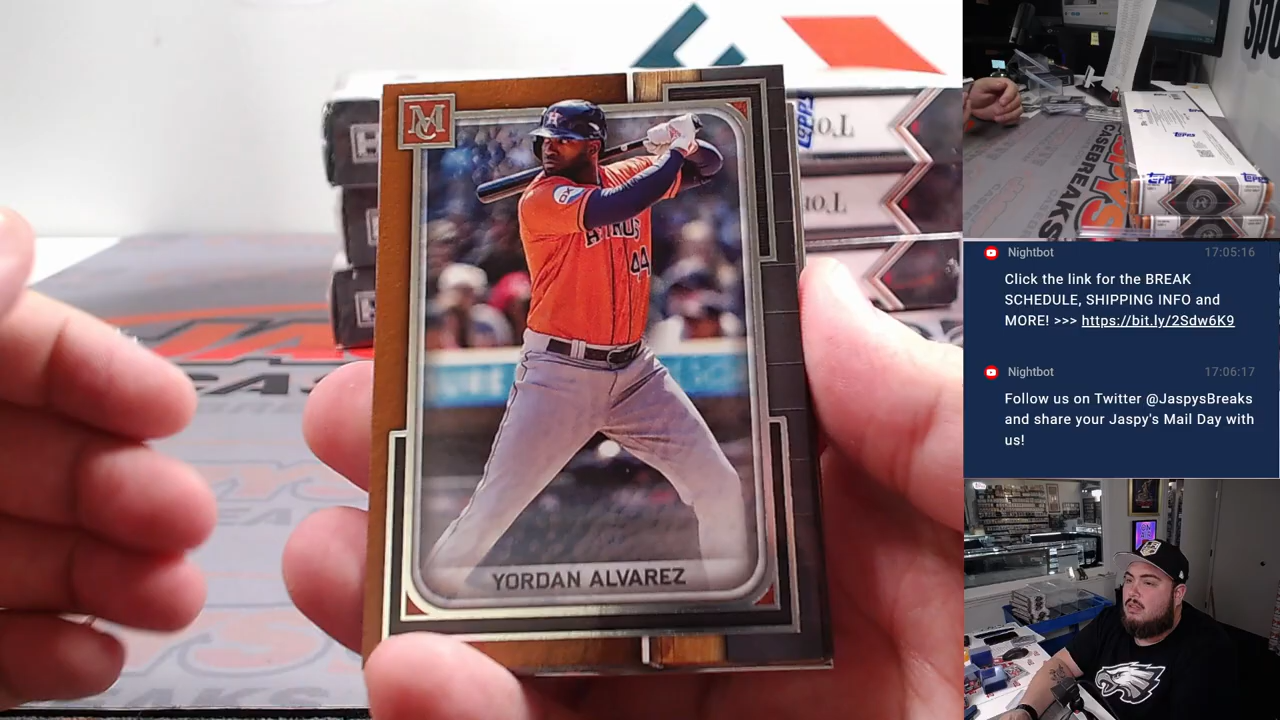 MC
ASTROS
44
YORDAN ALVAREZ
topps
Nightbot 17:05:16
Click the link for the BREAK
SCHEDULE, SHIPPING INFO and
MORE! >>> https://bit.ly/2Sdw6K9
Nightbot 17:06:17
Follow us on Twitter @JaspysBreaks
and share your Jaspy's Mail Day with
us!
CASEBREAKS